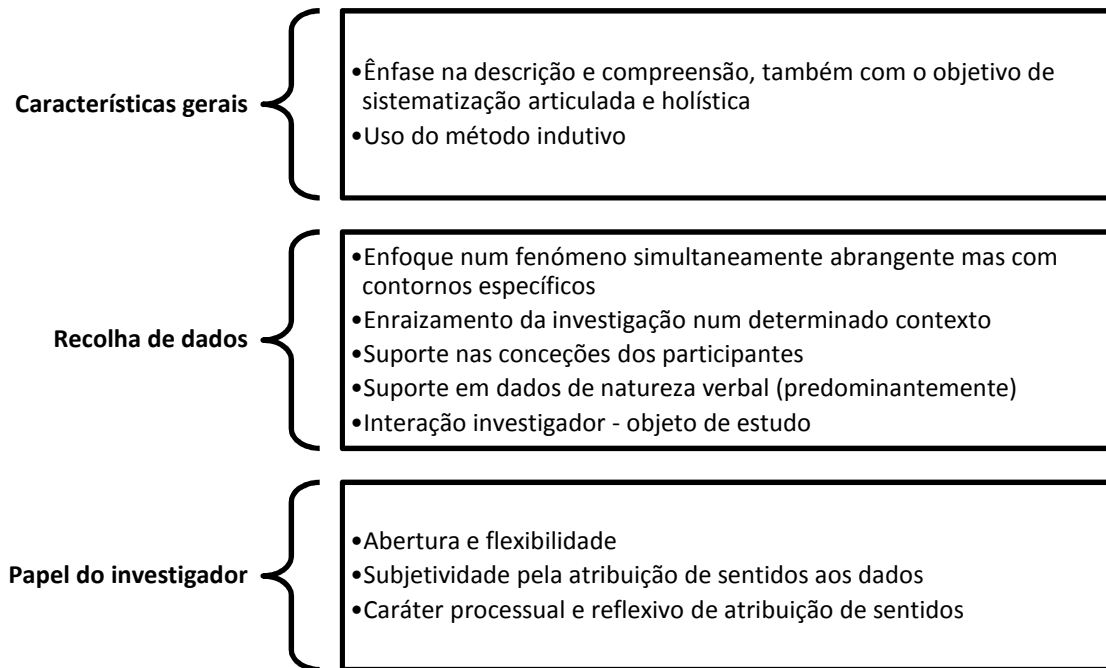 Características gerais
•Ênfase na descrição e compreensão, também com o objetivo de
sistematização articulada e holística
•Uso do método indutivo
Recolha de dados
•Enfoque num fenómeno simultaneamente abrangente mas com
contornos específicos
•Enraizamento da investigação num determinado contexto
•Suporte nas conceções dos participantes
•Suporte em dados de natureza verbal (predominantemente)
•Interação investigador - objeto de estudo
Papel do investigador
•Abertura e flexibilidade
•Subjetividade pela atribuição de sentidos aos dados
•Caráter processual e reflexivo de atribuição de sentidos